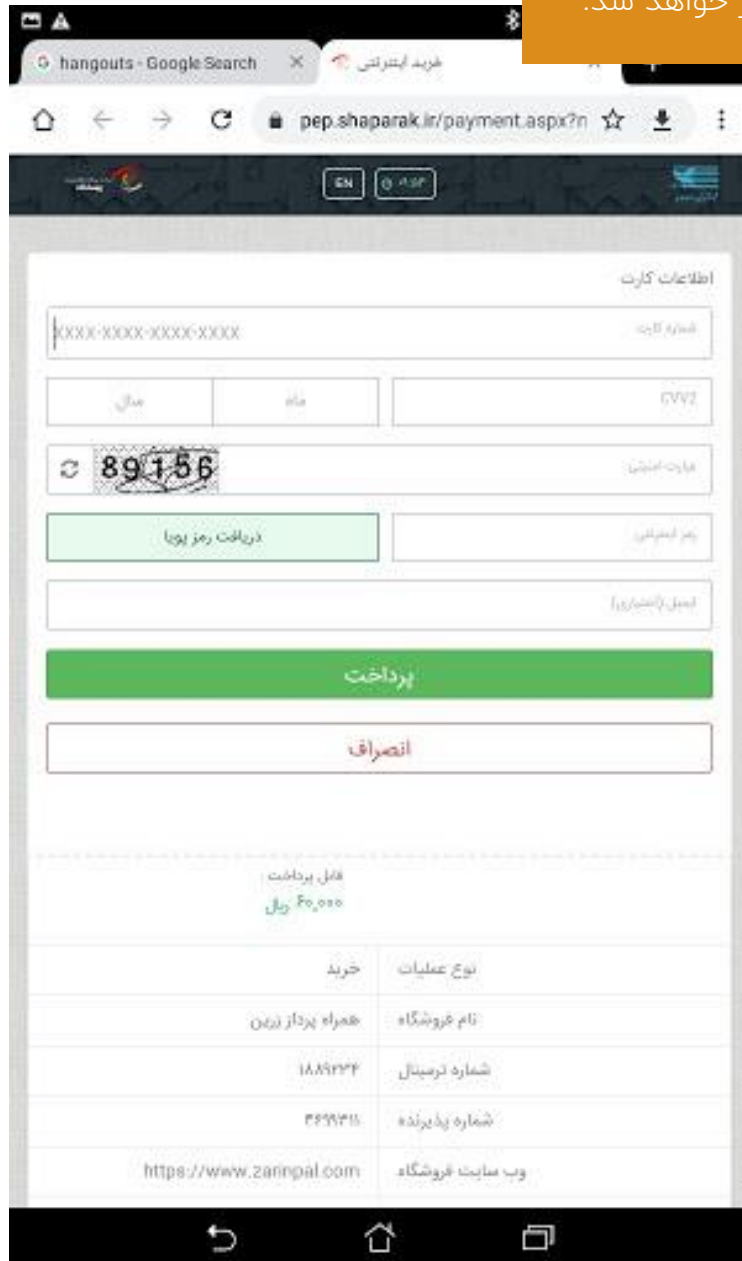 خواهد شد.
hangouts - Google Search
خرید اینترنتی
pep.shaparak.ir/payment.aspx?n
EN
اطلاعات کارت
شماره کارت
XXXX-XXXX-XXXX-XXXX
CVV2
ماه
سال
عبارت امنیتی
89156
رمز اینترنتی
دریافت رمز پویا
ایمیل (اختیاری)
پرداخت
انصراف
قابل پرداخت :
۶۰,۰۰۰ ریال
نوع عملیات خرید
نام فروشگاه همراه پرداز زرین
شماره ترمینال
شماره پذیرنده
وب سایت فروشگاه https://www.zarinpal.com